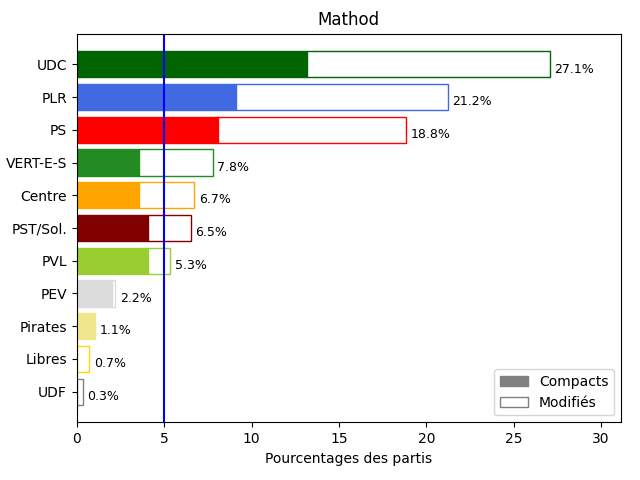 Mathod
UDC 27.1%
PLR 21.2%
PS 18.8%
VERT-E-S 7.8%
Centre 6.7%
PST/Sol. 6.5%
PVL 5.3%
PEV 2.2%
Pirates 1.1%
Libres 0.7%
UDF 0.3%
Compacts
Modifiés
0 5 10 15 20 25 30
Pourcentages des partis